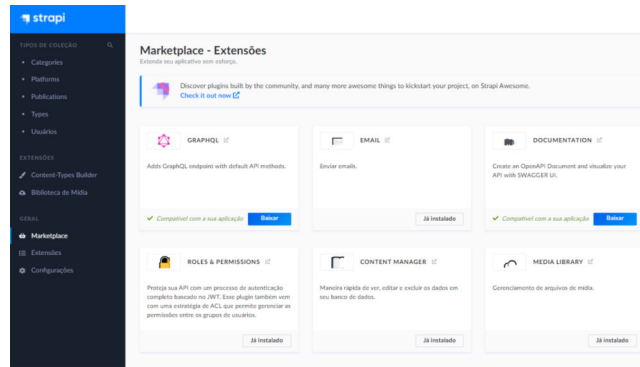 strapi
TIPOS DE COLEÇÃO
Categories
Platforms
Publications
Types
Usuários
EXTENSÕES
Content-Types Builder
Biblioteca de Mídia
GERAL
Marketplace
Extensões
Configurações
Marketplace - Extensões
Extenda seu aplicativo sem esforço.
Discover plugins built by the community, and many more awesome things to kickstart your project, on Strapi Awesome.
Check it out now
GRAPHQL
Adds GraphQL endpoint with default API methods.
Compatível com a sua aplicação
Baixar
EMAIL
Enviar emails.
Já instalado
DOCUMENTATION
Create an OpenAPI Document and visualize your
API with SWAGGER UI.
Compatível com a sua aplicação
Baixar
ROLES & PERMISSIONS
Proteja sua API com um processo de autenticação
completo baseado no JWT. Esse plugin também vem
com uma estratégia de ACL que permite gerenciar as
permissões entre os grupos de usuários.
Já instalado
CONTENT MANAGER
Maneira rápida de ver, editar e excluir os dados em
seu banco de dados.
Já instalado
MEDIA LIBRARY
Gerenciamento de arquivos de mídia.
Já instalado